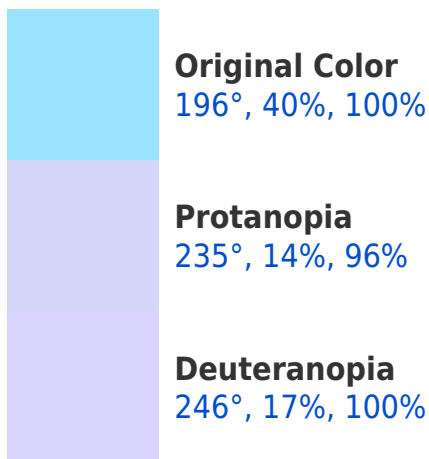 Original Color
196°, 40%, 100%
Protanopia
235°, 14%, 96%
Deuteranopia
246°, 17%, 100%